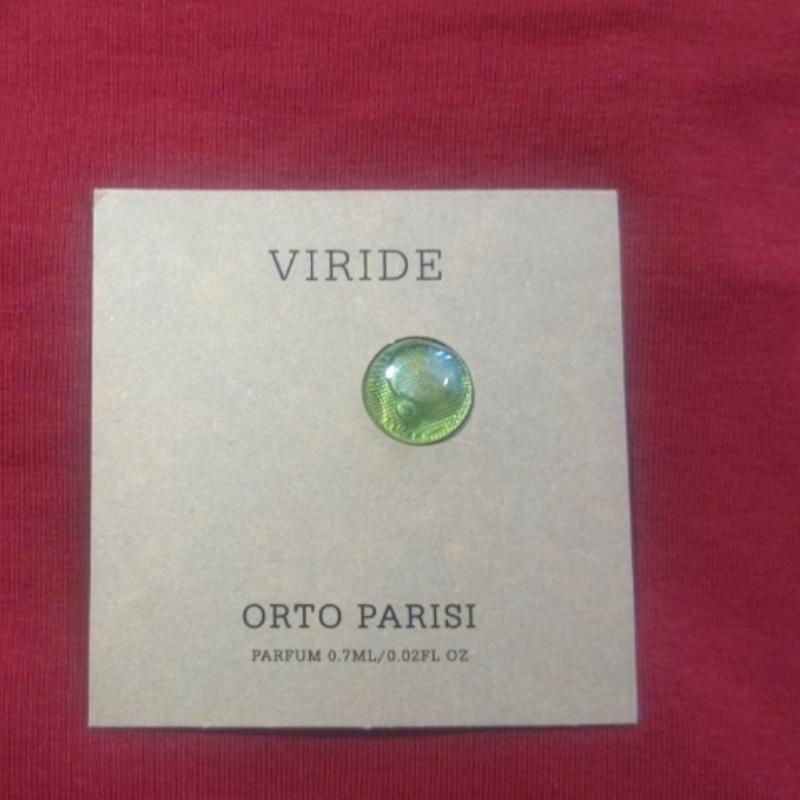 VIRIDE
ORTO PARISI
PARFUM 0.7ML/0.02FL OZ